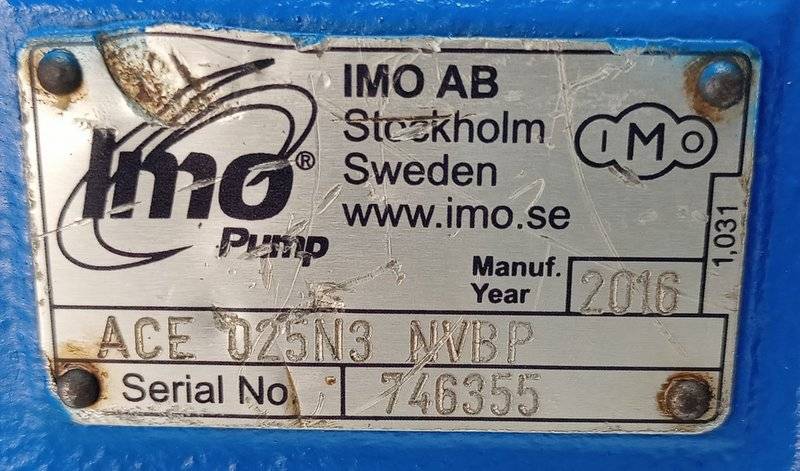 Imo®
Pump
IMO AB
Stockholm
Sweden
www.imo.se
IMO
Manuf.
Year
2016
1,031
ACE 025N3 NVBP
Serial No
746355